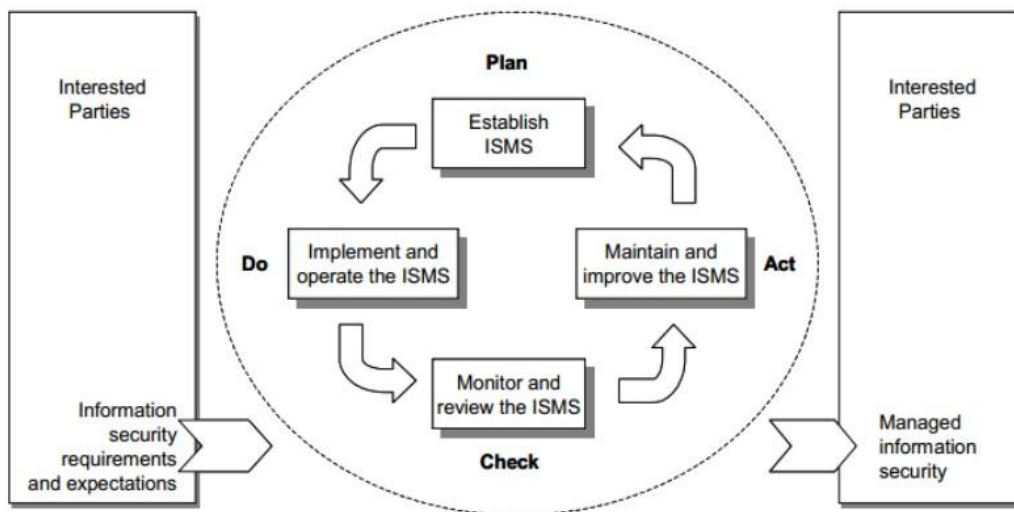 Interested
Parties
Information
security
requirements
and expectations
Plan
Establish
ISMS
Do
Implement and
operate the ISMS
Maintain and
improve the ISMS
Act
Monitor and
review the ISMS
Check
Interested
Parties
Managed
information
security